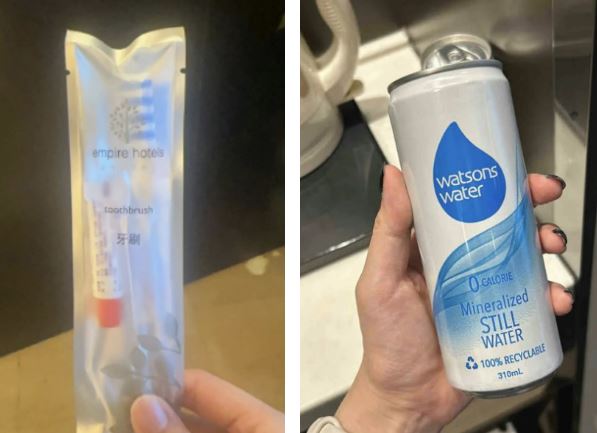 empire hotels
toothbrush
牙刷
watsons
water
0 CALORIE
Mineralized
STILL
WATER
100% RECYCLABLE
310mL